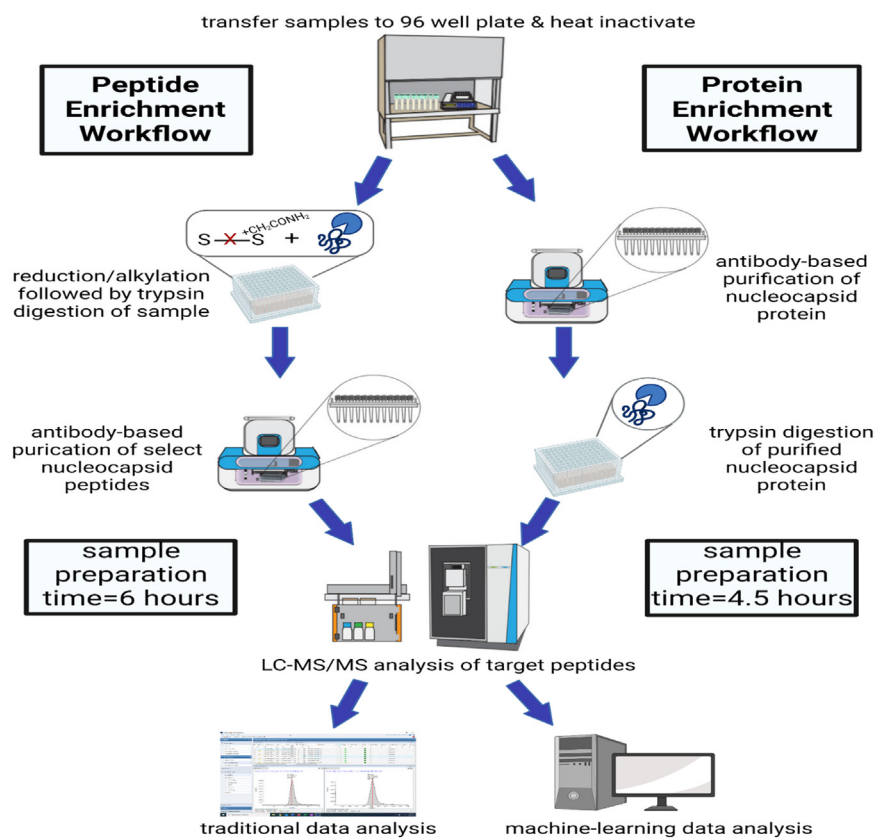 transfer samples to 96 well plate & heat inactivate
Peptide
Enrichment
Workflow
Protein
Enrichment
Workflow
S X S +CH₂CONH₂ +
reduction/alkylation
followed by trypsin
digestion of sample
antibody-based
purification of
nucleocapsid
protein
antibody-based
purication of select
nucleocapsid
peptides
trypsin digestion
of purified
nucleocapsid
protein
sample
preparation
time=6 hours
sample
preparation
time=4.5 hours
LC-MS/MS analysis of target peptides
traditional data analysis
machine-learning data analysis